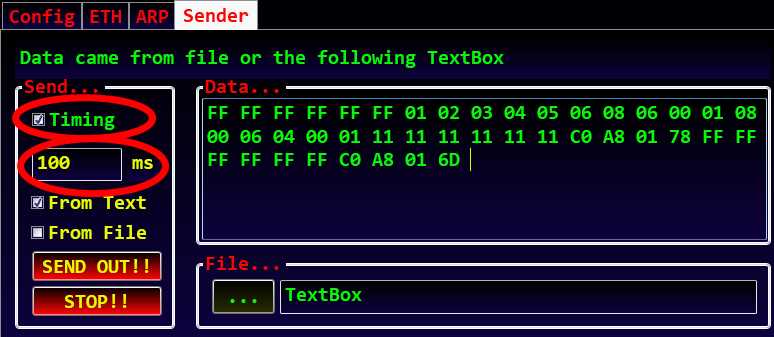 Config ETH ARP Sender
Data came from file or the following TextBox
Send...
Timing
100 ms
From Text
From File
SEND OUT!!
STOP!!
Data...
FF FF FF FF FF FF 01 02 03 04 05 06 08 06 00 01 08
00 06 04 00 01 11 11 11 11 11 11 C0 A8 01 78 FF FF
FF FF FF FF C0 A8 01 6D
File...
... TextBox